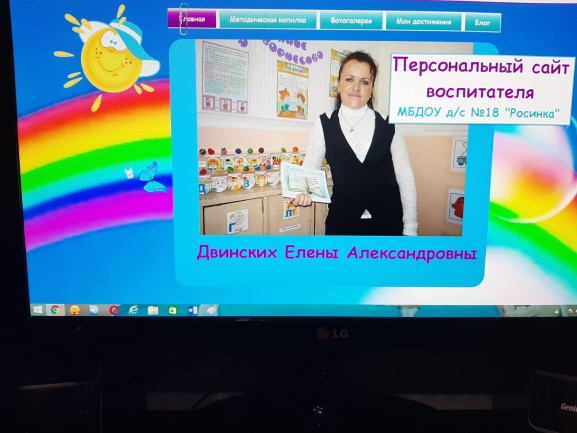 Главная
Методическая копилка
Фотогалерея
Мои достижения
Блог
Персональный сайт
воспитателя
МБДОУ д/с №18 "Росинка"
Двинских Елены Александровны
LG